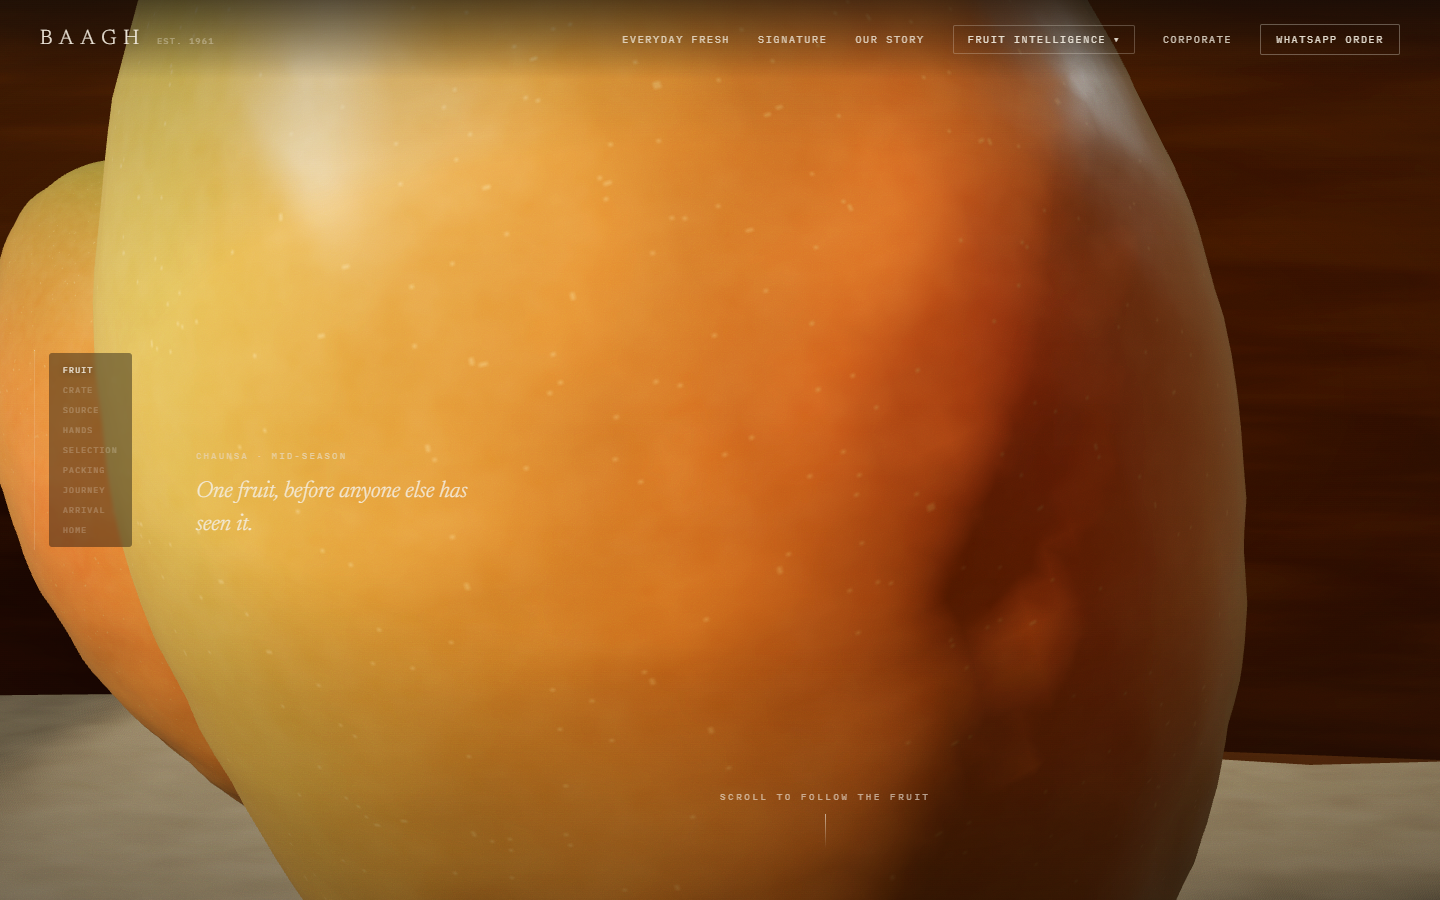 BAAGH EST. 1961 EVERYDAY FRESH SIGNATURE OUR STORY FRUIT INTELLIGENCE ▾ CORPORATE WHATSAPP ORDER
FRUIT
CRATE
SOURCE
HANDS
SELECTION
PACKING
JOURNEY
ARRIVAL
HOME
CHAUNSA - MID-SEASON
One fruit, before anyone else has
seen it.
SCROLL TO FOLLOW THE FRUIT